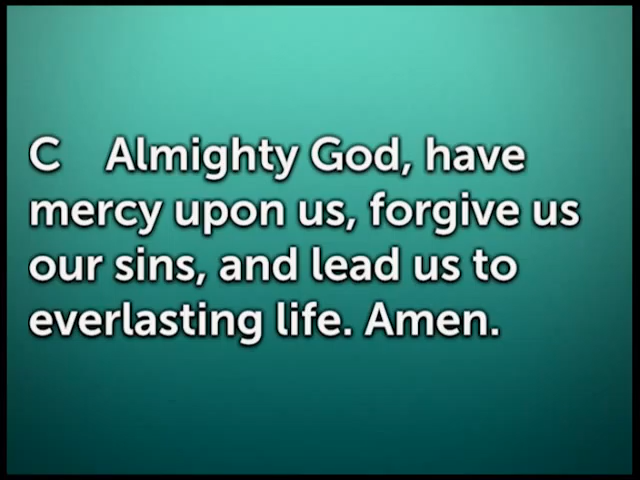 C Almighty God, have
mercy upon us, forgive us
our sins, and lead us to
everlasting life. Amen.